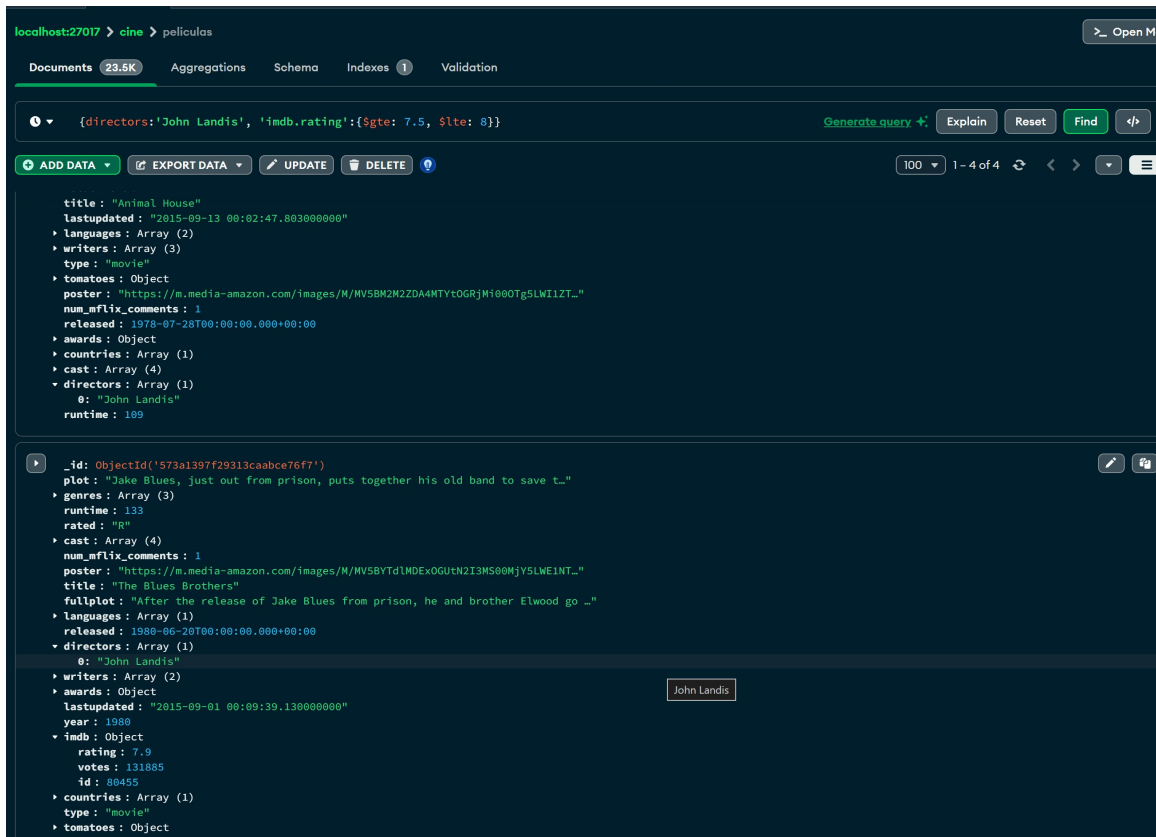 localhost:27017 > cine > peliculas
>_ Open M
Documents 23.5K Aggregations Schema Indexes 1 Validation
{directors:'John Landis', 'imdb.rating':{$gte: 7.5, $lte: 8}}
Generate query Explain Reset Find </>
ADD DATA EXPORT DATA UPDATE DELETE 100 1 – 4 of 4
title : "Animal House"
lastupdated : "2015-09-13 00:02:47.803000000"
languages : Array (2)
writers : Array (3)
type : "movie"
tomatoes : Object
poster : "https://m.media-amazon.com/images/M/MV5BM2M2ZDA4MTYtOGRjMi00OTg5LWI1ZT…"
num_mflix_comments : 1
released : 1978-07-28T00:00:00.000+00:00
awards : Object
countries : Array (1)
cast : Array (4)
directors : Array (1)
0: "John Landis"
runtime : 109
_id: ObjectId('573a1397f29313caabce76f7')
plot : "Jake Blues, just out from prison, puts together his old band to save t…"
genres : Array (3)
runtime : 133
rated : "R"
cast : Array (4)
num_mflix_comments : 1
poster : "https://m.media-amazon.com/images/M/MV5BYTdlMDExOGUtN2I3MS00MjY5LWE1NT…"
title : "The Blues Brothers"
fullplot : "After the release of Jake Blues from prison, he and brother Elwood go …"
languages : Array (1)
released : 1980-06-20T00:00:00.000+00:00
directors : Array (1)
0: "John Landis"
writers : Array (2)
awards : Object
John Landis
lastupdated : "2015-09-01 00:09:39.130000000"
year : 1980
imdb : Object
rating : 7.9
votes : 131885
id : 80455
countries : Array (1)
type : "movie"
tomatoes : Object